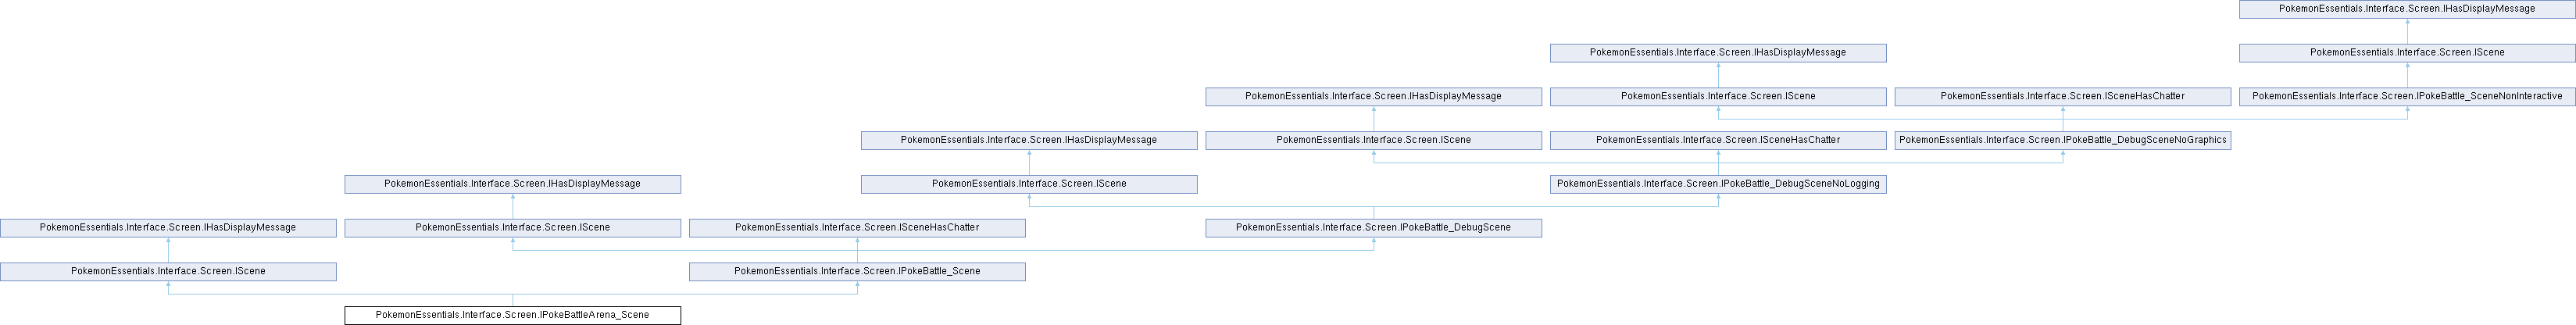 PokemonEssentials.Interface.Screen.IHasDisplayMessage
PokemonEssentials.Interface.Screen.IHasDisplayMessage
PokemonEssentials.Interface.Screen.IScene
PokemonEssentials.Interface.Screen.IHasDisplayMessage
PokemonEssentials.Interface.Screen.IScene
PokemonEssentials.Interface.Screen.ISceneHasChatter
PokemonEssentials.Interface.Screen.IPokeBattle_SceneNonInteractive
PokemonEssentials.Interface.Screen.IHasDisplayMessage
PokemonEssentials.Interface.Screen.IScene
PokemonEssentials.Interface.Screen.ISceneHasChatter
PokemonEssentials.Interface.Screen.IPokeBattle_DebugSceneNoGraphics
PokemonEssentials.Interface.Screen.IHasDisplayMessage
PokemonEssentials.Interface.Screen.IScene
PokemonEssentials.Interface.Screen.IPokeBattle_DebugSceneNoLogging
PokemonEssentials.Interface.Screen.IHasDisplayMessage
PokemonEssentials.Interface.Screen.IScene
PokemonEssentials.Interface.Screen.ISceneHasChatter
PokemonEssentials.Interface.Screen.IPokeBattle_DebugScene
PokemonEssentials.Interface.Screen.IScene
PokemonEssentials.Interface.Screen.IPokeBattle_Scene
PokemonEssentials.Interface.Screen.IPokeBattleArena_Scene